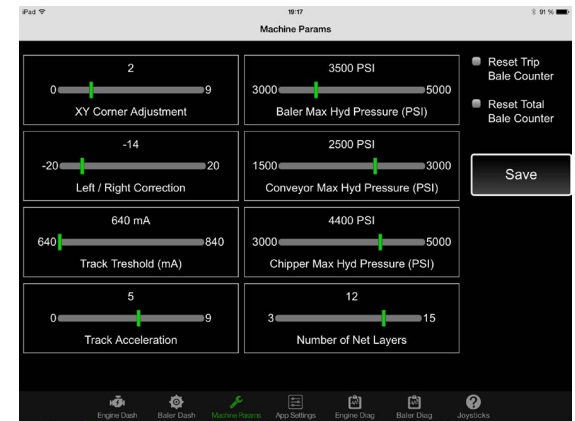 iPad 19:17 91 %
Machine Params
2
0 9
XY Corner Adjustment
3500 PSI
3000 5000
Baler Max Hyd Pressure (PSI)
Reset Trip
Bale Counter
Reset Total
Bale Counter
-14
-20 20
Left / Right Correction
2500 PSI
1500 3000
Conveyor Max Hyd Pressure (PSI)
Save
640 mA
640 840
Track Treshold (mA)
4400 PSI
3000 5000
Chipper Max Hyd Pressure (PSI)
5
0 9
Track Acceleration
12
3 15
Number of Net Layers
Engine Dash Baler Dash Machine Params App Settings Engine Diag Baler Diag Joysticks